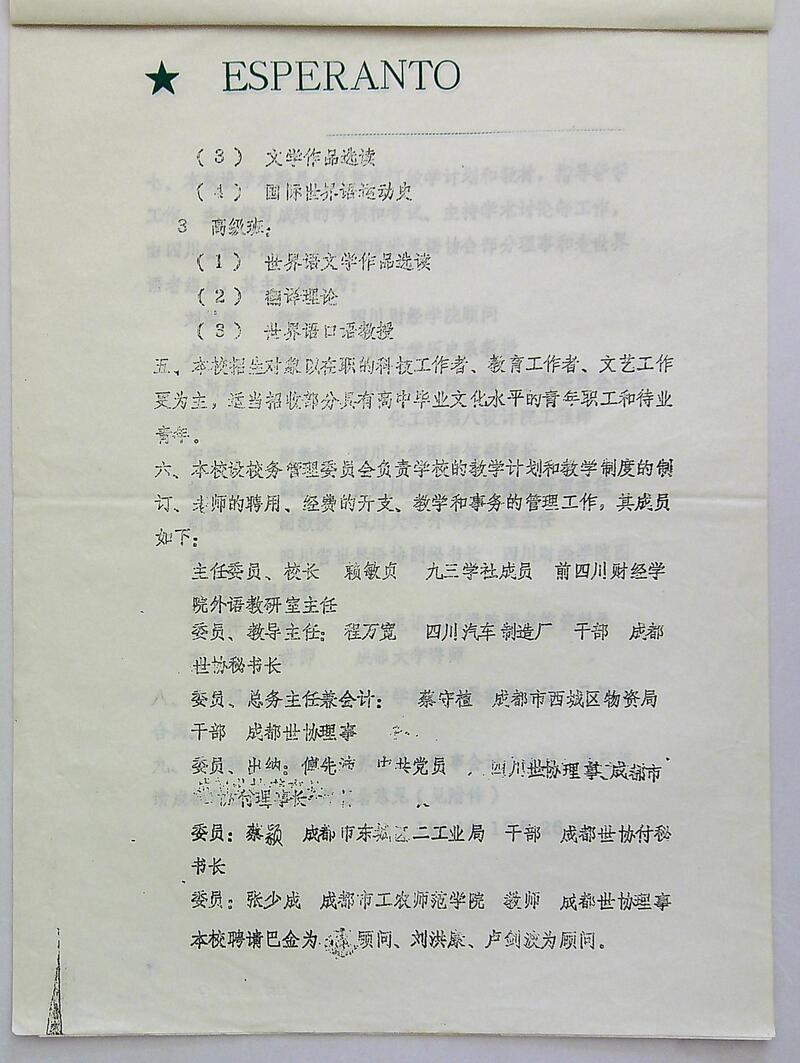 ★ ESPERANTO
(3) 文学作品选读
(4) 国际世界语运动史
3 高级班：
(1) 世界语文学作品选读
(2) 翻译理论
(3) 世界语口语教授
五、本校招生对象以在职的科技工作者、教育工作者、文艺工作
更为主，适当招收部分具有高中毕业文化水平的青年职工和待业
青年。
六、本校设校务管理委员会负责学校的教学计划和教学制度的制
订、老师的聘用、经费的开支、教学和事务的管理工作，其成员
如下：
主任委员、校长 赖敏贞 九三学社成员 前四川财经学
院外语教研室主任
委员、教导主任：程万宽 四川汽车制造厂 干部 成都
世协秘书长
委员、总务主任兼会计： 蔡守植 成都市西城区物资局
干部 成都世协理事
委员、出纳：傅先 中共党员 四川世协理事、成都市
协付理事长
委员：蔡颖 成都市东城区二工业局 干部 成都世协付秘
书长
委员：张少成 成都市工农师范学院 教师 成都世协理事
本校聘请巴金为 顾问、刘洪康、卢剑波为顾问。